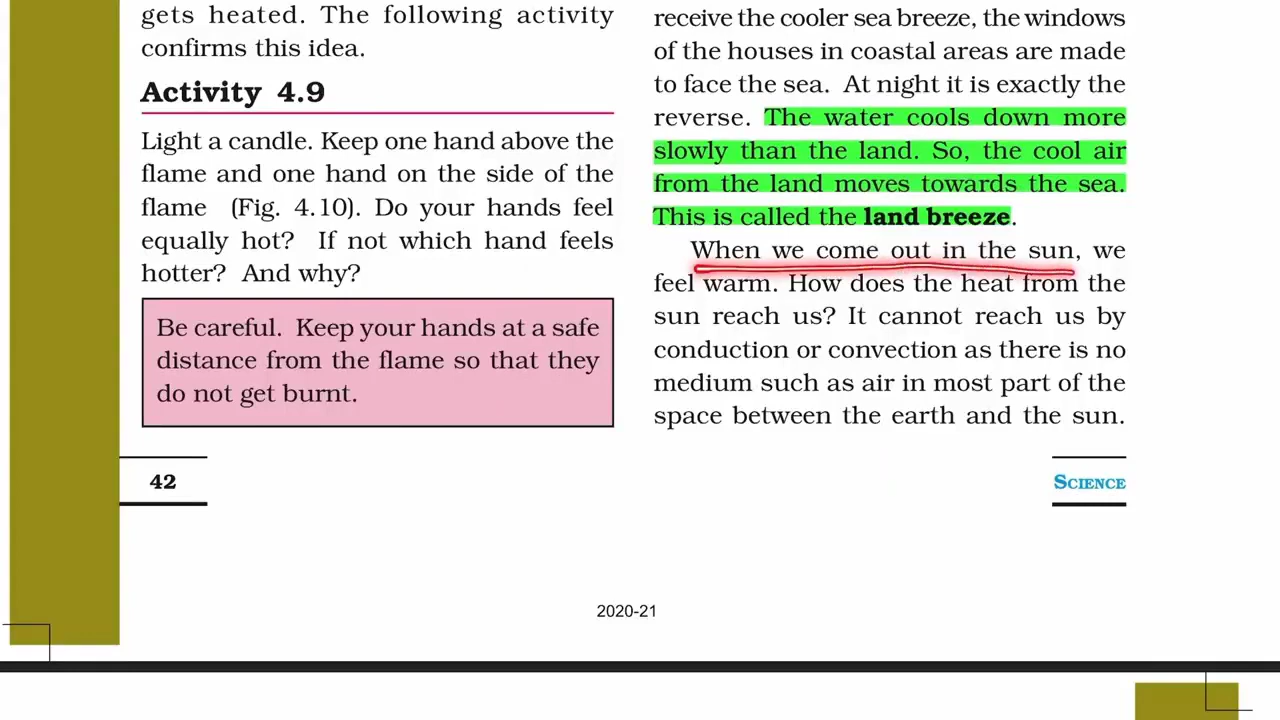 gets heated. The following activity
confirms this idea.
Activity 4.9
Light a candle. Keep one hand above the
flame and one hand on the side of the
flame (Fig. 4.10). Do your hands feel
equally hot? If not which hand feels
hotter? And why?
Be careful. Keep your hands at a safe
distance from the flame so that they
do not get burnt.
receive the cooler sea breeze, the windows
of the houses in coastal areas are made
to face the sea. At night it is exactly the
reverse. The water cools down more
slowly than the land. So, the cool air
from the land moves towards the sea.
This is called the land breeze.
When we come out in the sun, we
feel warm. How does the heat from the
sun reach us? It cannot reach us by
conduction or convection as there is no
medium such as air in most part of the
space between the earth and the sun.
42
SCIENCE
2020-21